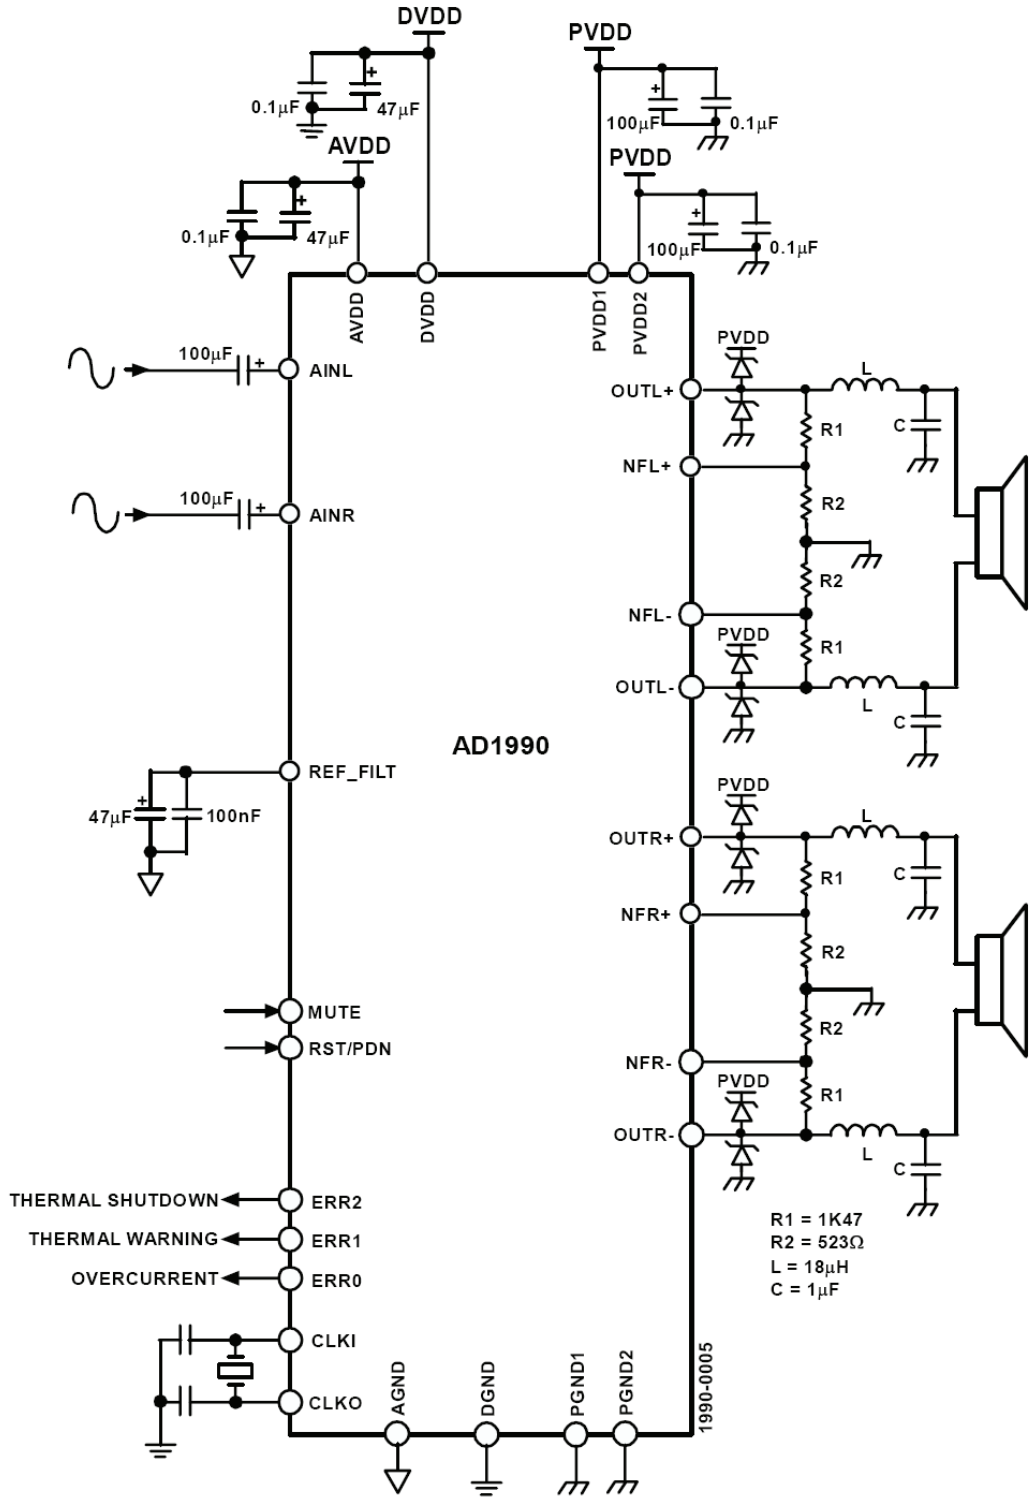 DVDD
PVDD
0.1µF
47µF
100µF
0.1µF
AVDD
PVDD
0.1µF
47µF
100µF
0.1µF
AVDD
DVDD
PVDD1
PVDD2
100µF
+
AINL
PVDD
OUTL+
L
C
R1
NFL+
R2
100µF
+
AINR
R2
NFL-
PVDD
R1
OUTL-
L
C
AD1990
REF_FILT
+
47µF
100nF
PVDD
OUTR+
L
C
R1
NFR+
R2
MUTE
RST/PDN
R2
NFR-
PVDD
R1
OUTR-
L
C
THERMAL SHUTDOWN
ERR2
THERMAL WARNING
ERR1
OVERCURRENT
ERR0
R1 = 1K47
R2 = 523Ω
L = 18µH
C = 1µF
CLKI
CLKO
AGND
DGND
PGND1
PGND2
1990-0005